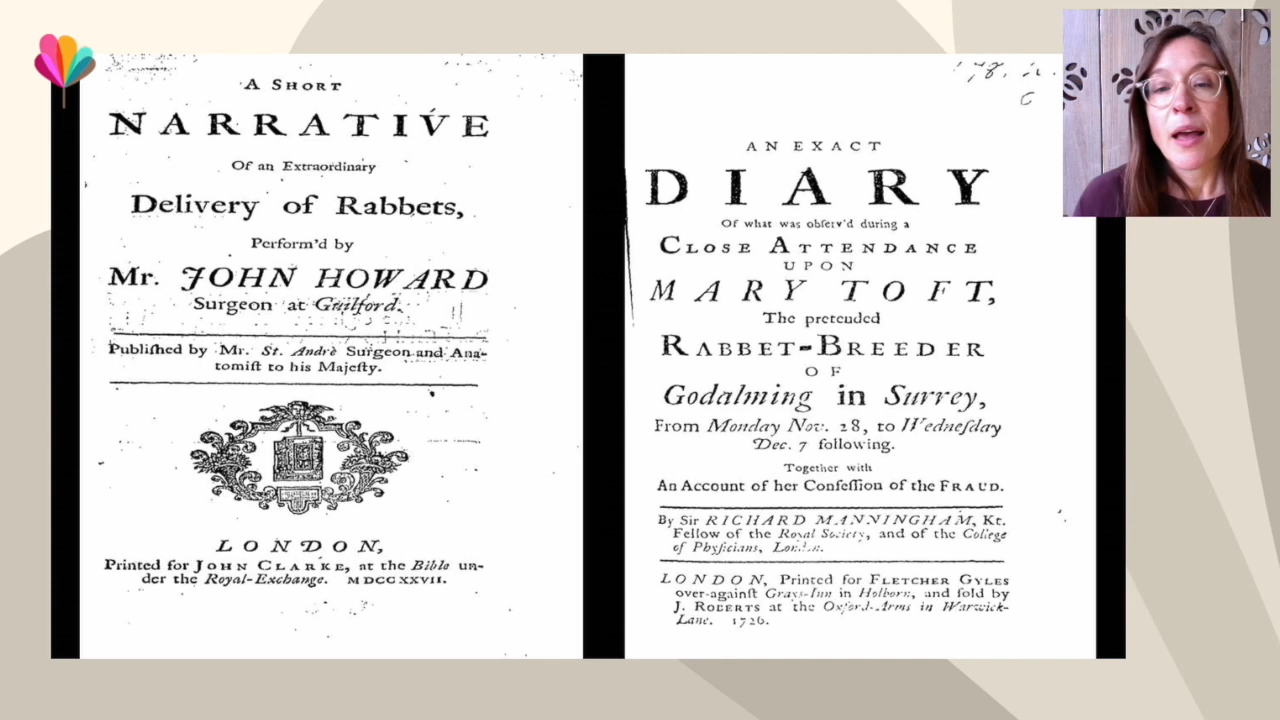 A SHORT
NARRATIVE
Of an Extraordinary
Delivery of Rabbets,
Perform'd by
Mr. JOHN HOWARD
Surgeon at Guilford.
Publiſhed by Mr. St. Andrè Surgeon and Ana-
tomiſt to his Majeſty.
LONDON,
Printed for JOHN CLARKE, at the Bible un-
der the Royal-Exchange. MDCCXXVII.
AN EXACT
DIARY
Of what was obſerv'd during a
CLOSE ATTENDANCE
UPON
MARY TOFT,
The pretended
RABBET-BREEDER
OF
Godalming in Surrey,
From Monday Nov. 28, to Wedneſday
Dec. 7 following.
Together with
An Account of her Confeſſion of the FRAUD.
By Sir RICHARD MANNINGHAM, Kt.
Fellow of the Royal Society, and of the College
of Phyſicians, London.
LONDON, Printed for FLETCHER GYLES
over-againſt Grays-Inn in Holborn, and ſold by
J. ROBERTS at the Oxford-Arms in Warwick-
Lane. 1726.